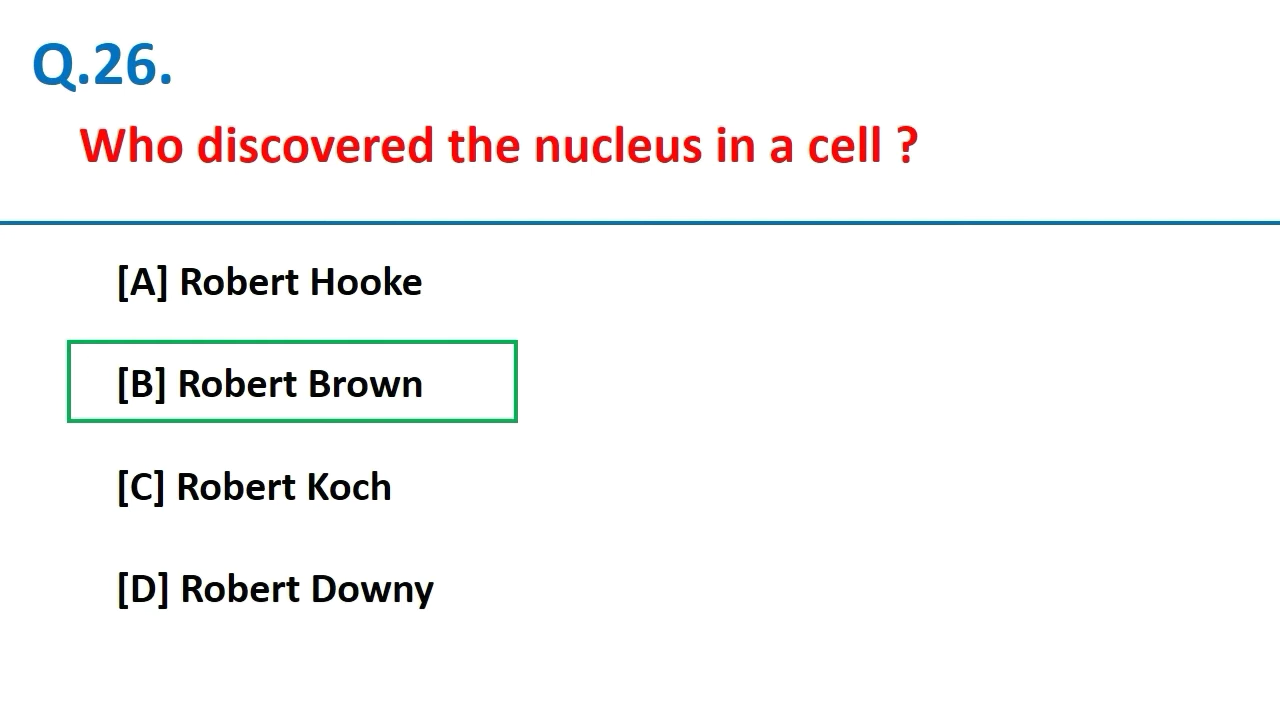 Q.26.
Who discovered the nucleus in a cell ?
[A] Robert Hooke
[B] Robert Brown
[C] Robert Koch
[D] Robert Downy